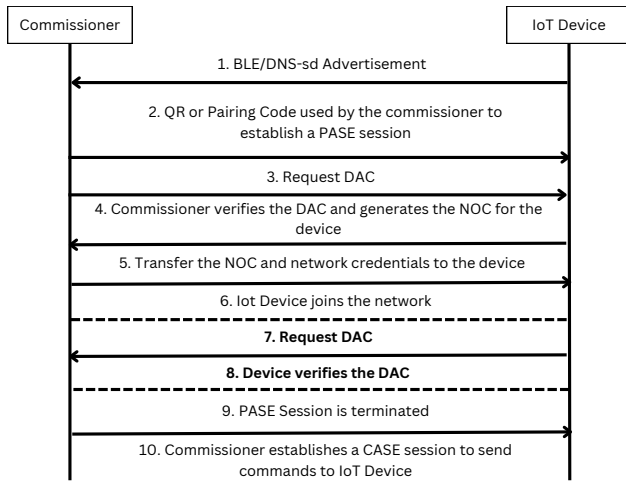 Commissioner
IoT Device
1. BLE/DNS-sd Advertisement
2. QR or Pairing Code used by the commissioner to
establish a PASE session
3. Request DAC
4. Commissioner verifies the DAC and generates the NOC for the
device
5. Transfer the NOC and network credentials to the device
6. Iot Device joins the network
7. Request DAC
8. Device verifies the DAC
9. PASE Session is terminated
10. Commissioner establishes a CASE session to send
commands to IoT Device